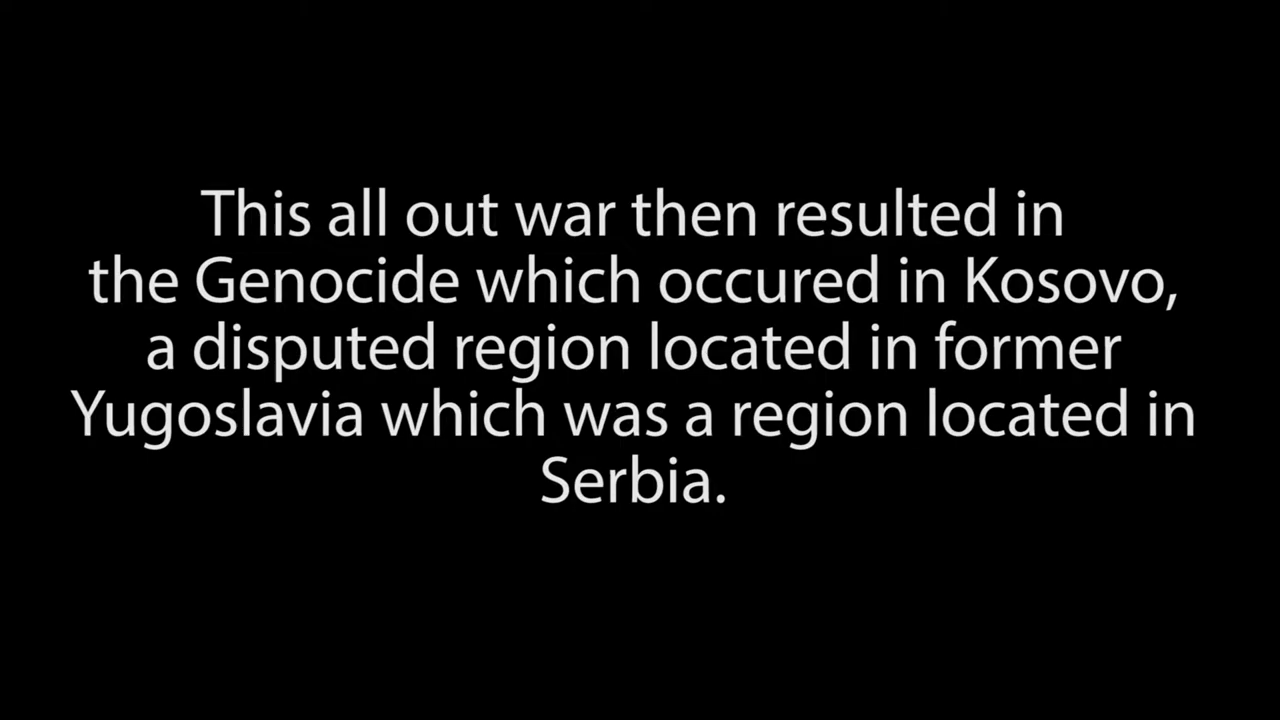 This all out war then resulted in
the Genocide which occured in Kosovo,
a disputed region located in former
Yugoslavia which was a region located in
Serbia.